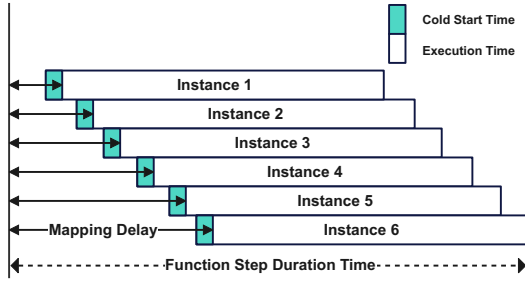 Cold Start Time
Execution Time
Instance 1
Instance 2
Instance 3
Instance 4
Instance 5
Mapping Delay Instance 6
Function Step Duration Time